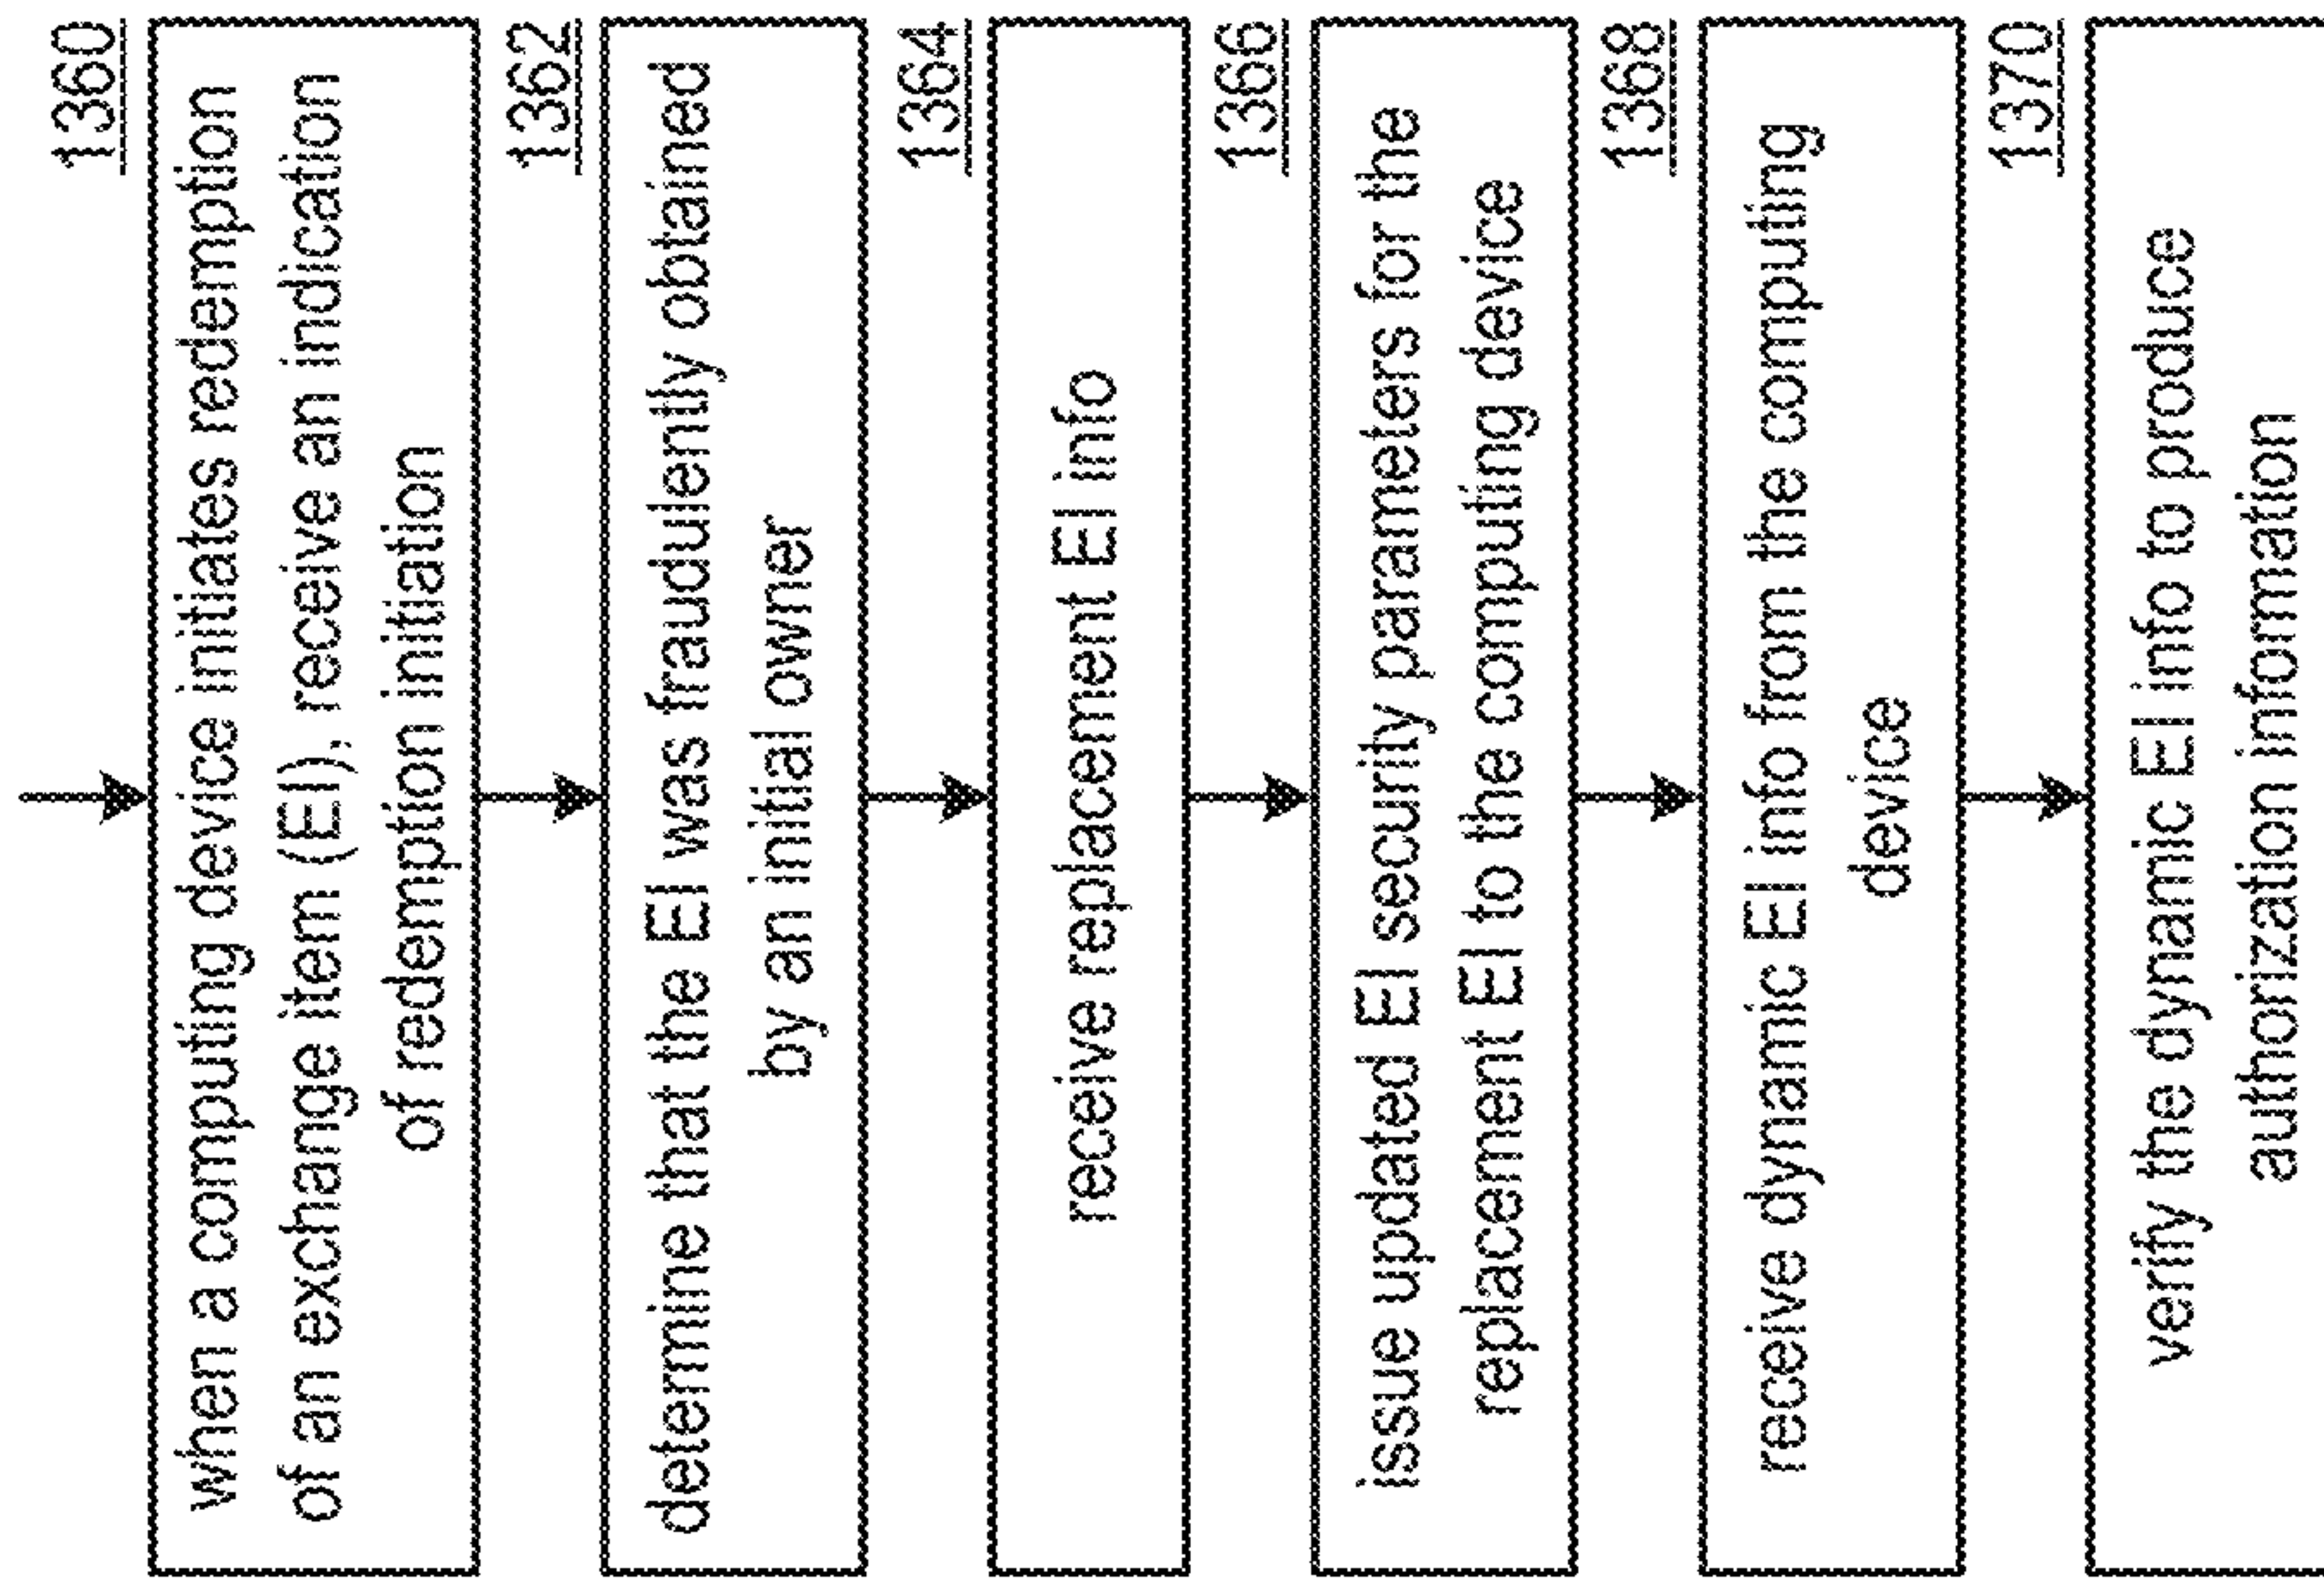 1360
when a computing device initiates redemption
of an exchange item (EI), receive an indication
of redemption initiation
1362
determine that the EI was fraudulently obtained
by an initial owner
1364
receive replacement EI info
1366
issue updated EI security parameters for the
replacement EI to the computing device
1368
receive dynamic EI info from the computing
device
1370
verify the dynamic EI info to produce
authorization information